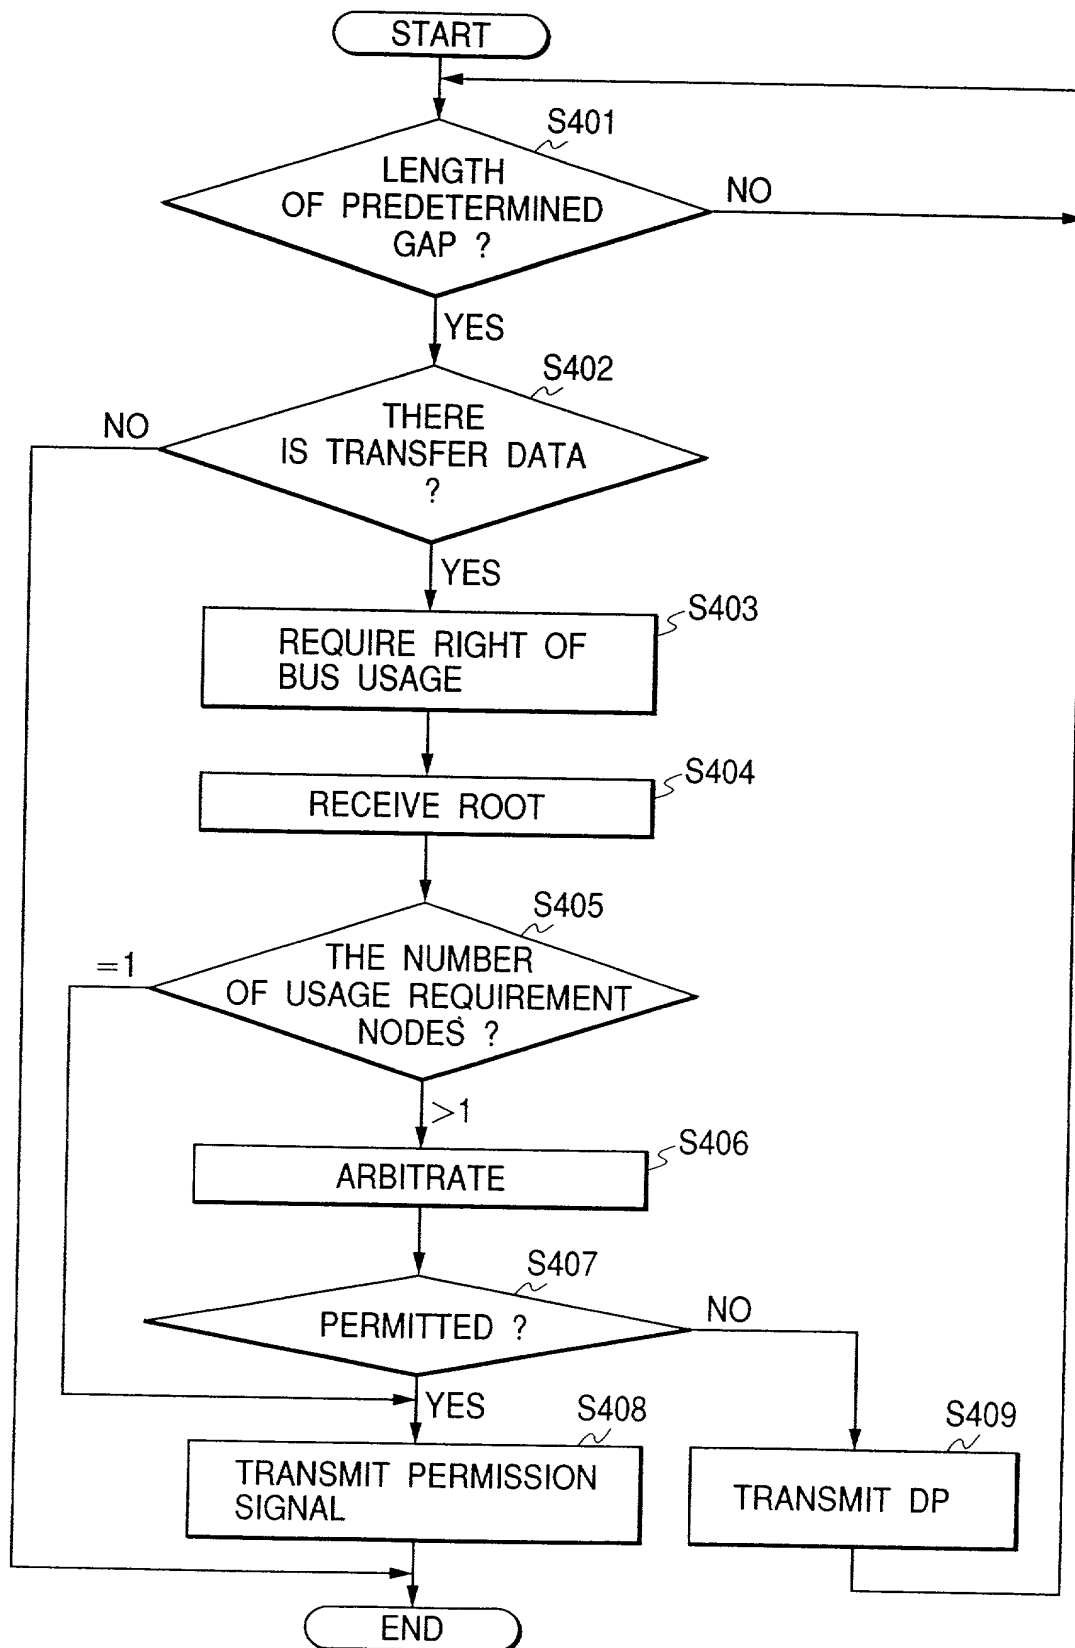 START
S401
LENGTH
OF PREDETERMINED
GAP ?
NO
YES
S402
THERE
IS TRANSFER DATA
?
NO
YES
S403
REQUIRE RIGHT OF
BUS USAGE
S404
RECEIVE ROOT
S405
THE NUMBER
OF USAGE REQUIREMENT
NODES ?
=1
>1
S406
ARBITRATE
S407
PERMITTED ?
NO
YES
S408
TRANSMIT PERMISSION
SIGNAL
S409
TRANSMIT DP
END